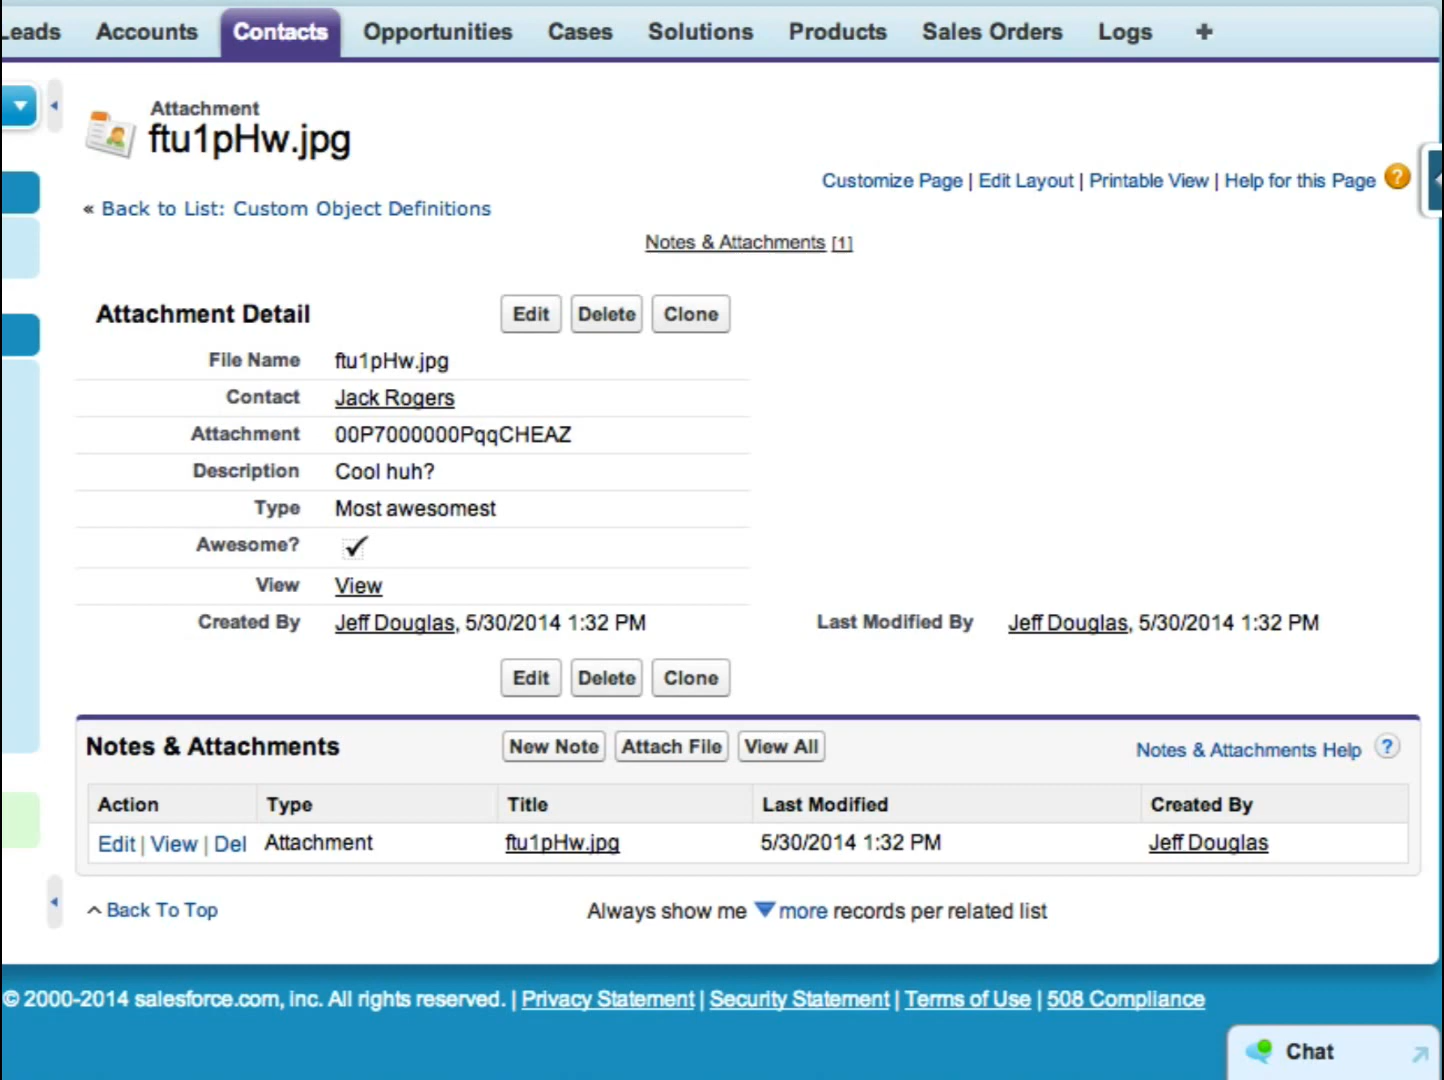 Leads Accounts Contacts Opportunities Cases Solutions Products Sales Orders Logs +
Attachment
ftu1pHw.jpg
Customize Page | Edit Layout | Printable View | Help for this Page ?
« Back to List: Custom Object Definitions
Notes & Attachments [1]
Attachment Detail Edit Delete Clone
File Name ftu1pHw.jpg
Contact Jack Rogers
Attachment 00P7000000PqqCHEAZ
Description Cool huh?
Type Most awesomest
Awesome? ✓
View View
Created By Jeff Douglas, 5/30/2014 1:32 PM Last Modified By Jeff Douglas, 5/30/2014 1:32 PM
Edit Delete Clone
Notes & Attachments New Note Attach File View All Notes & Attachments Help ?
Action Type Title Last Modified Created By
Edit | View | Del Attachment ftu1pHw.jpg 5/30/2014 1:32 PM Jeff Douglas
^ Back To Top Always show me ▼ more records per related list
© 2000-2014 salesforce.com, inc. All rights reserved. | Privacy Statement | Security Statement | Terms of Use | 508 Compliance
Chat